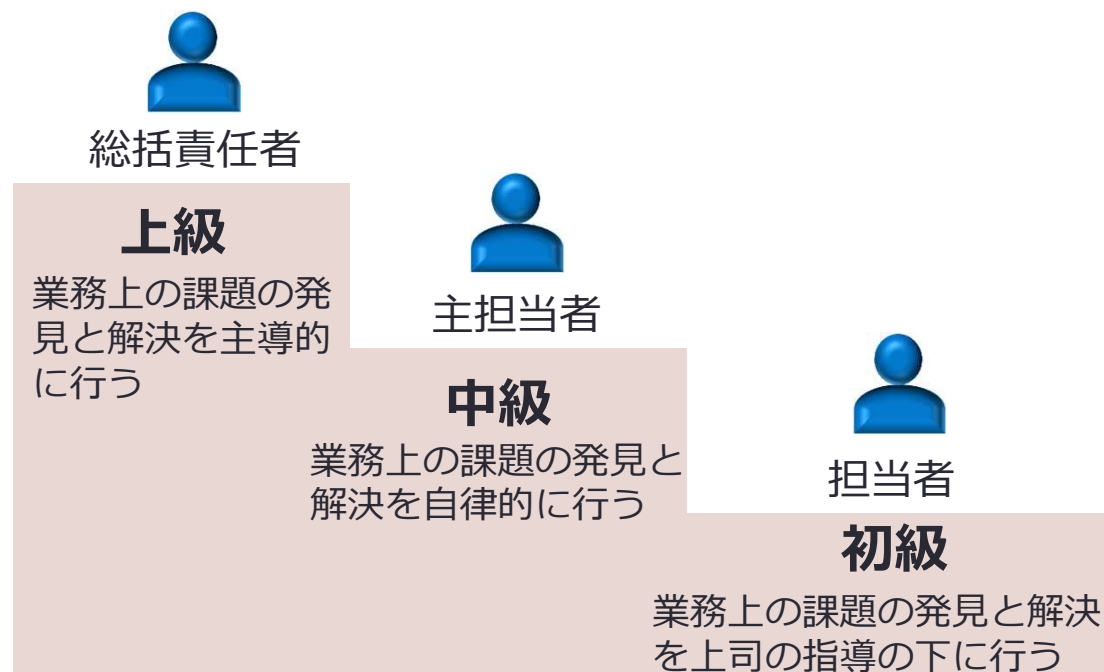 総括責任者
上級
業務上の課題の発
見と解決を主導的
に行う
主担当者
中級
業務上の課題の発見と
解決を自律的に行う
担当者
初級
業務上の課題の発見と解決
を上司の指導の下に行う